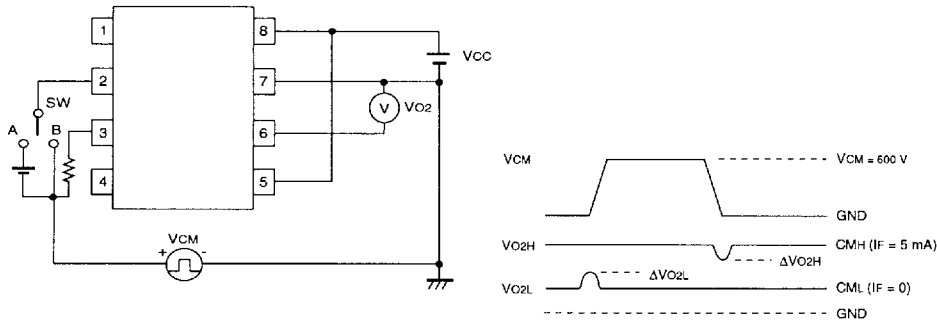 1
8
VCC
2
7
SW
V
VO2
A
B
3
6
4
5
VCM
+
-
VCM
VCM = 600 V
GND
VO2H
CMH (IF = 5 mA)
ΔVO2H
ΔVO2L
VO2L
CML (IF = 0)
GND